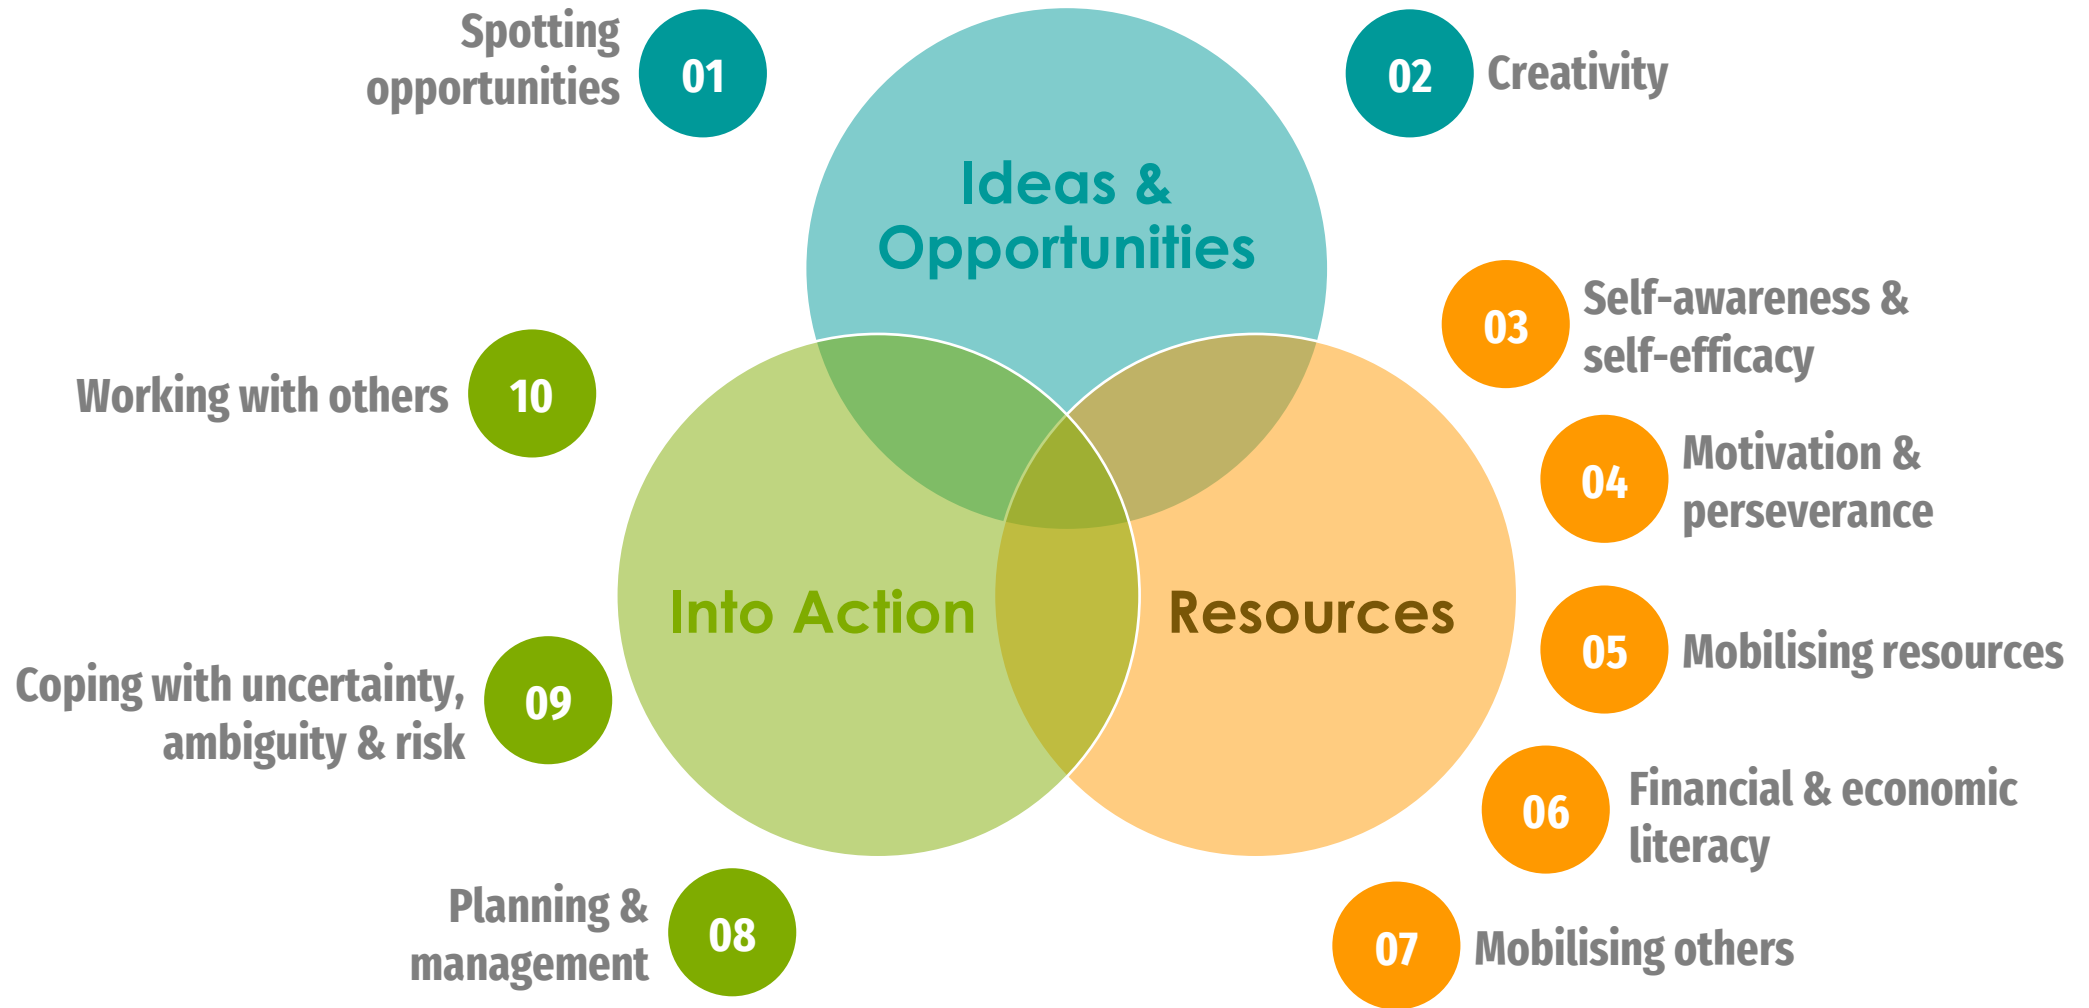 Spotting
opportunities
01
02
Creativity
Ideas &
Opportunities
03
Self-awareness &
self-efficacy
Working with others
10
04
Motivation &
perseverance
Into Action
Resources
05
Mobilising resources
Coping with uncertainty,
ambiguity & risk
09
06
Financial & economic
literacy
Planning &
management
08
07
Mobilising others